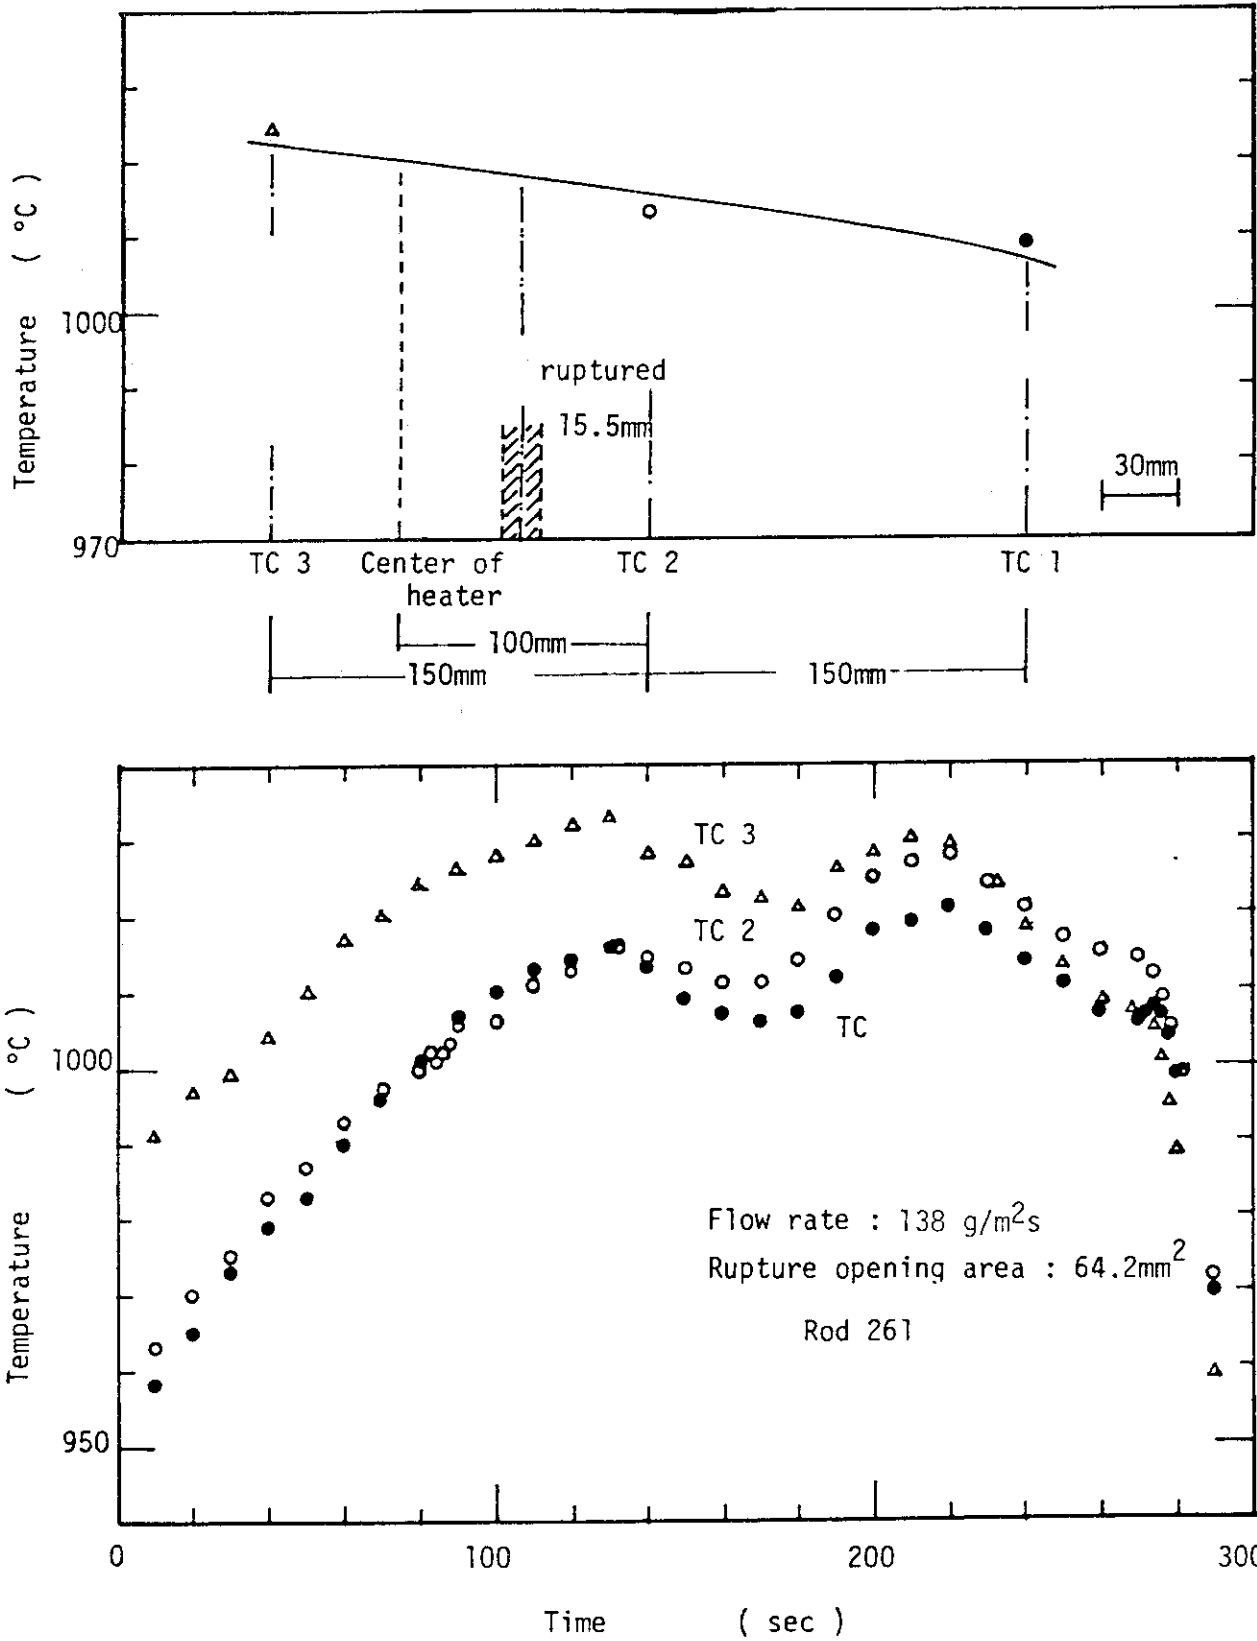 Temperature ( °C )
1000
970
ruptured
15.5mm
30mm
TC 3 Center of heater TC 2 TC 1
100mm
150mm 150mm
TC 3
TC 2
TC
Temperature ( °C )
1000
950
Flow rate : 138 g/m²s
Rupture opening area : 64.2mm²
Rod 261
0 100 200 300
Time ( sec )